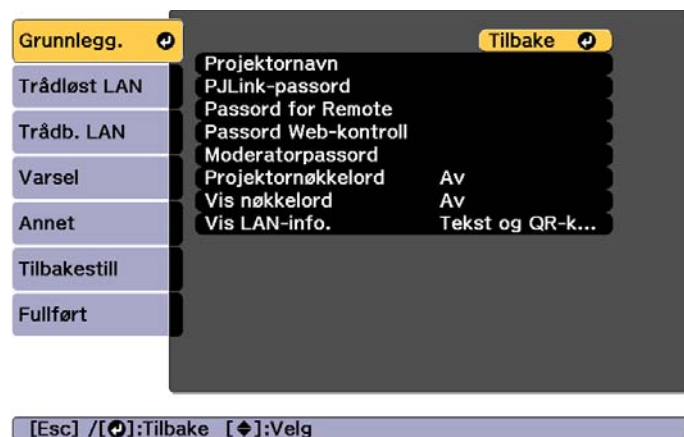 Grunnlegg.
Tilbake
Trådløst LAN
Trådb. LAN
Varsel
Annet
Tilbakestill
Fullført
Projektornavn
PJLink-passord
Passord for Remote
Passord Web-kontroll
Moderatorpassord
Projektornøkkelord Av
Vis nøkkelord Av
Vis LAN-info. Tekst og QR-k...
[Esc] /[⏎]:Tilbake [♦]:Velg